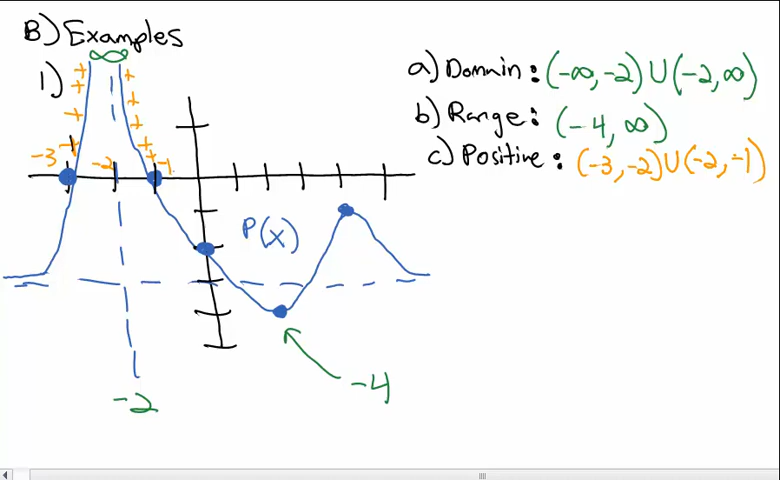 B) Examples
∞
1)
a) Domain: (-∞, -2) U (-2, ∞)
b) Range: (-4, ∞)
c) Positive: (-3, -2) U (-2, -1)
+ + + + + + + + +
-3 -2 -1
P(x)
-4
-2